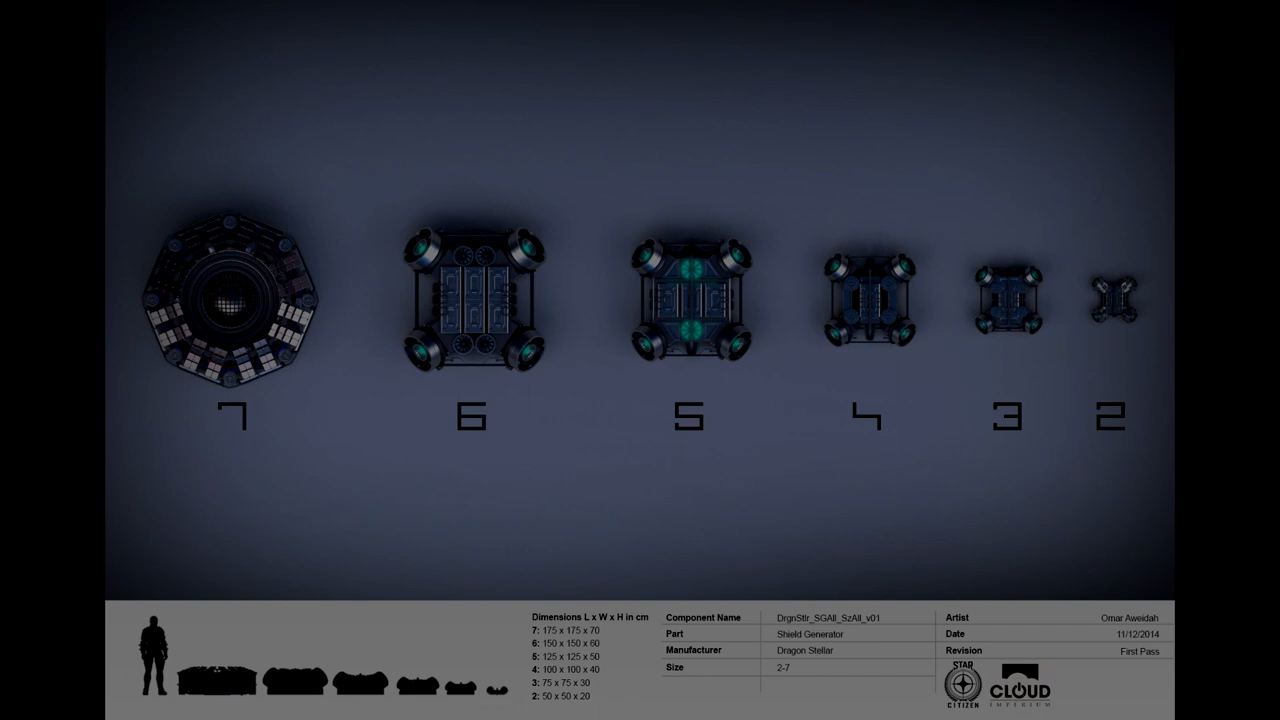 7 6 5 4 3 2
Dimensions L x W x H in cm
7: 175 x 175 x 70
6: 150 x 150 x 60
5: 125 x 125 x 50
4: 100 x 100 x 40
3: 75 x 75 x 30
2: 50 x 50 x 20
Component Name DrgnStlr_SGAll_SzAll_v01
Part Shield Generator
Manufacturer Dragon Stellar
Size 2-7
Artist Omar Aweidah
Date 11/12/2014
Revision First Pass
STAR
CITIZEN
CLOUD
IMPERIUM